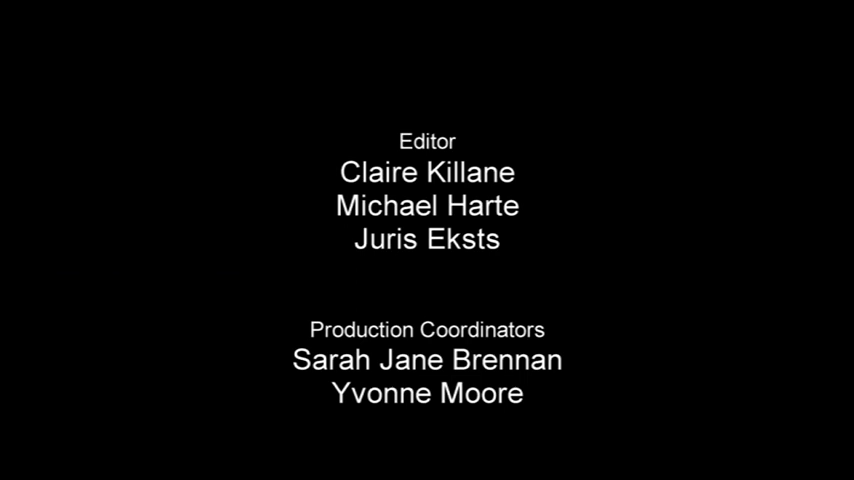 Editor
Claire Killane
Michael Harte
Juris Eksts
Production Coordinators
Sarah Jane Brennan
Yvonne Moore